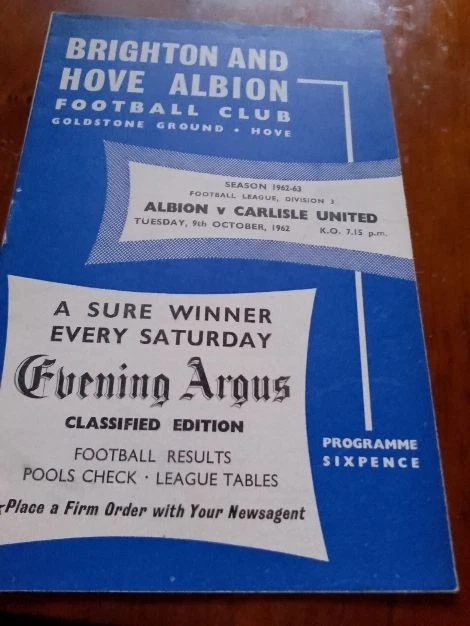 BRIGHTON AND
HOVE ALBION
FOOTBALL CLUB
GOLDSTONE GROUND • HOVE
SEASON 1962-63
FOOTBALL LEAGUE, DIVISION 3
ALBION v CARLISLE UNITED
TUESDAY, 9th OCTOBER, 1962 K.O. 7.15 p.m.
A SURE WINNER
EVERY SATURDAY
Evening Argus
CLASSIFIED EDITION
FOOTBALL RESULTS
POOLS CHECK · LEAGUE TABLES
★Place a Firm Order with Your Newsagent
PROGRAMME
SIXPENCE